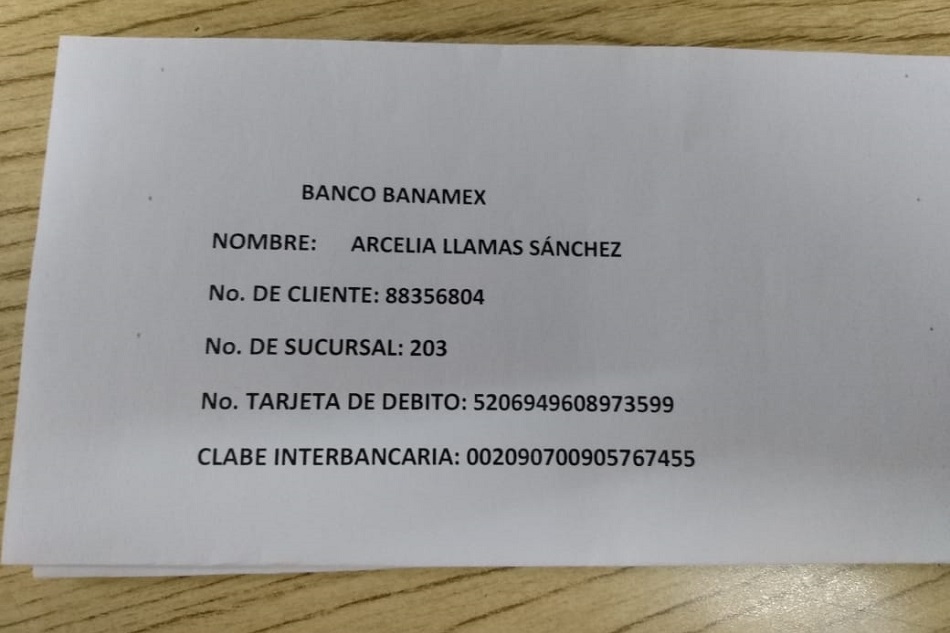 BANCO BANAMEX
NOMBRE: ARCELIA LLAMAS SÁNCHEZ
No. DE CLIENTE: 88356804
No. DE SUCURSAL: 203
No. TARJETA DE DEBITO: 5206949608973599
CLABE INTERBANCARIA: 002090700905767455